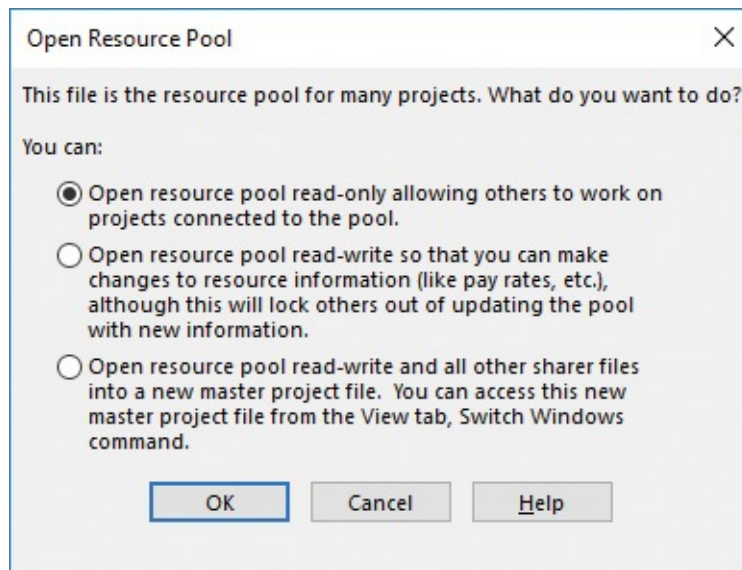 Open Resource Pool
This file is the resource pool for many projects. What do you want to do?
You can:
Open resource pool read-only allowing others to work on
projects connected to the pool.
Open resource pool read-write so that you can make
changes to resource information (like pay rates, etc.),
although this will lock others out of updating the pool
with new information.
Open resource pool read-write and all other sharer files
into a new master project file.  You can access this new
master project file from the View tab, Switch Windows
command.
OK Cancel Help